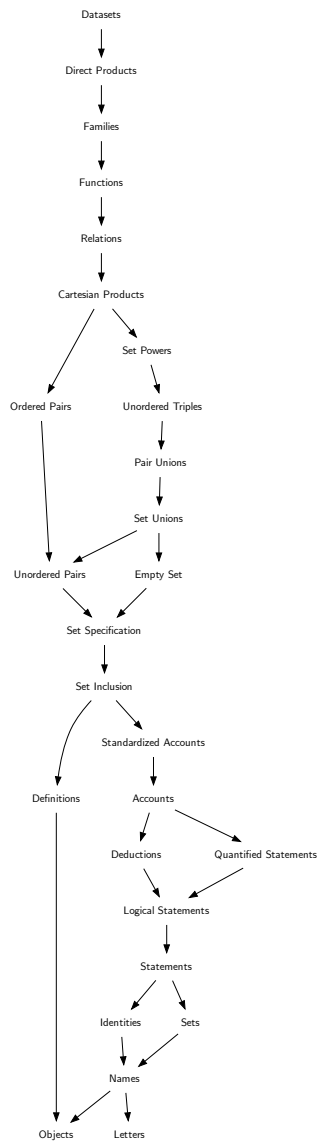 Datasets
Direct Products
Families
Functions
Relations
Cartesian Products
Set Powers
Ordered Pairs
Unordered Triples
Pair Unions
Set Unions
Unordered Pairs
Empty Set
Set Specification
Set Inclusion
Standardized Accounts
Definitions
Accounts
Deductions
Quantified Statements
Logical Statements
Statements
Identities
Sets
Names
Objects
Letters